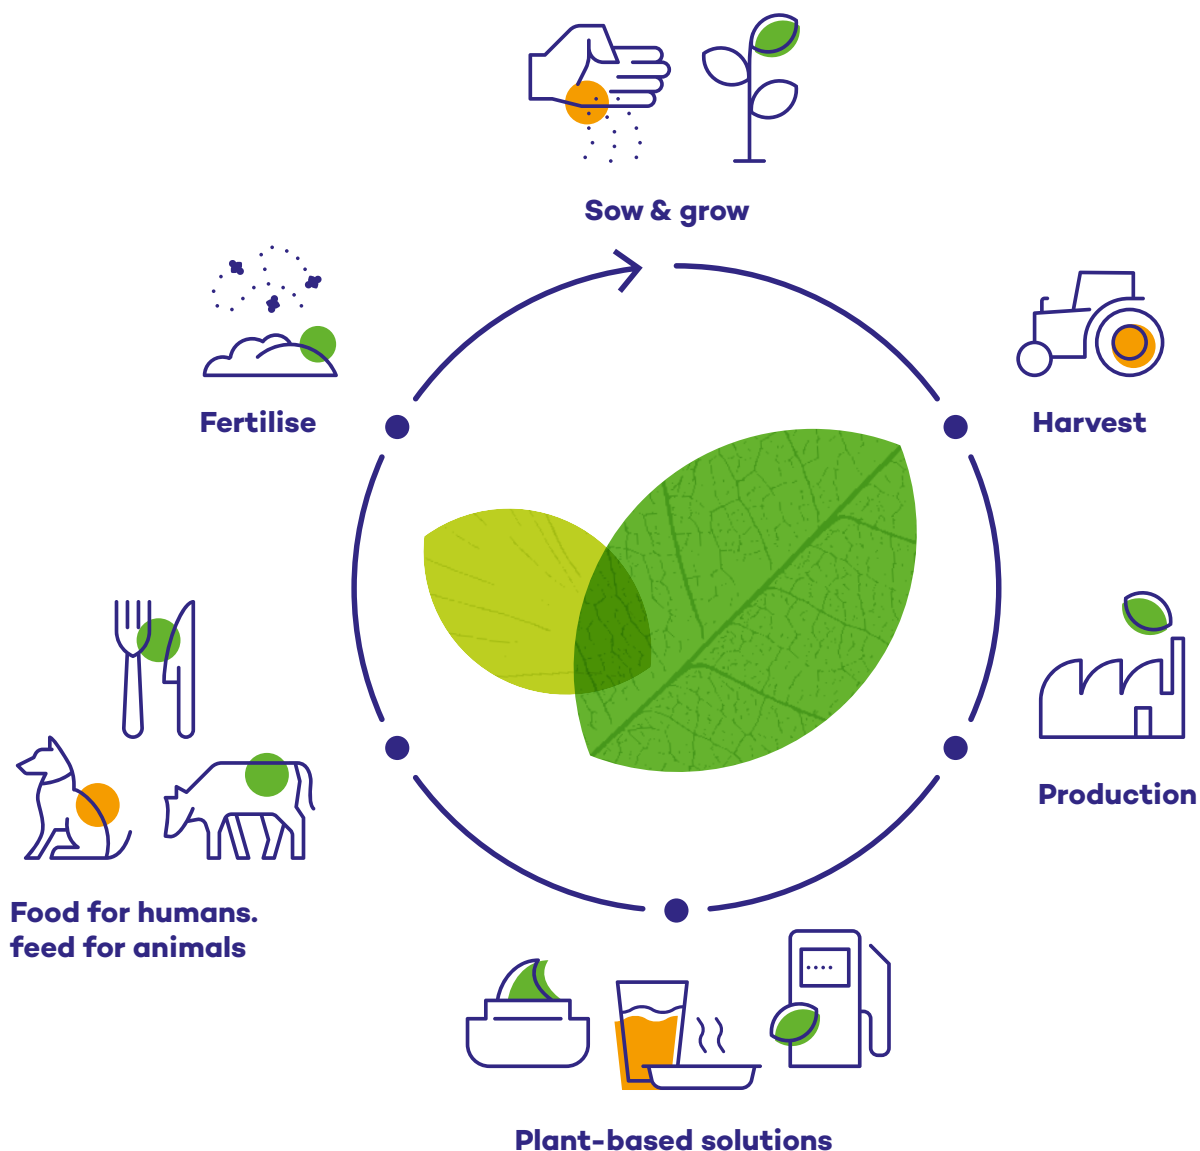 Sow & grow
Harvest
Production
Plant-based solutions
Food for humans.
feed for animals
Fertilise